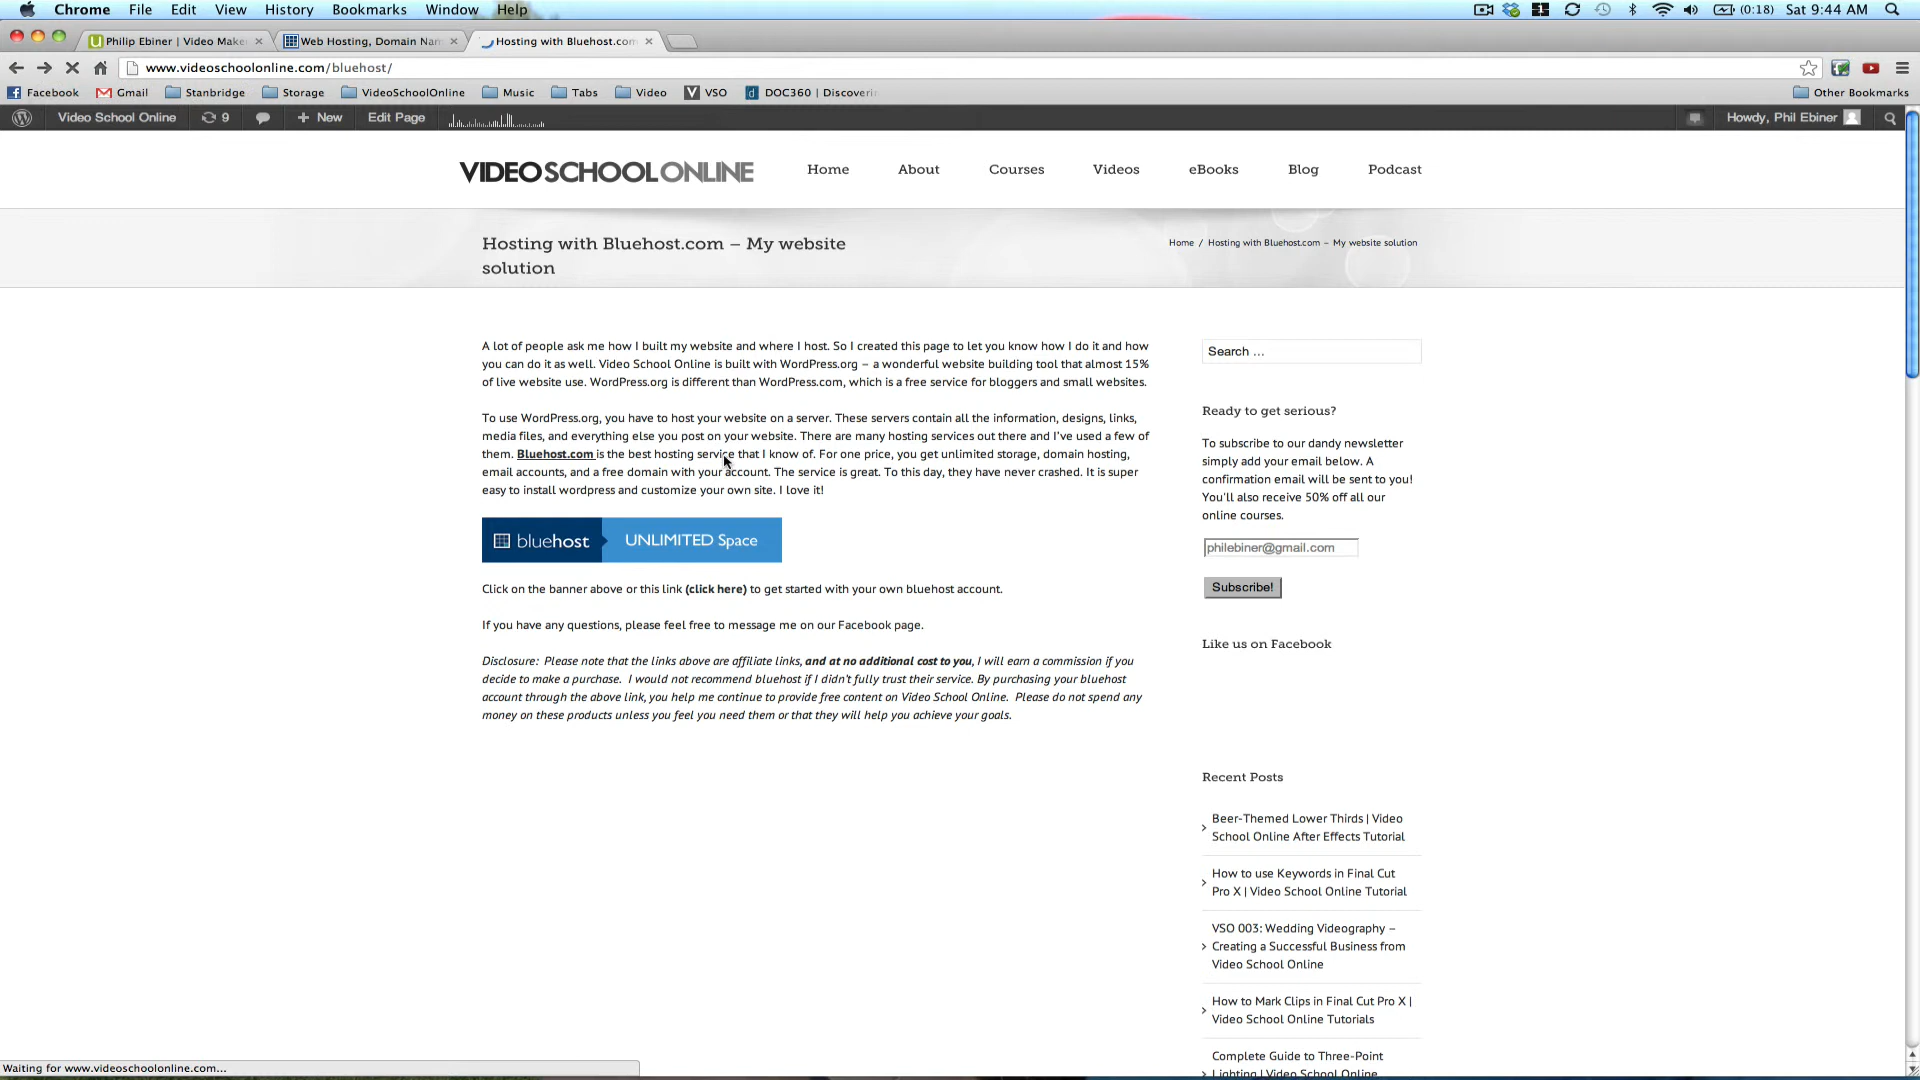 Chrome File Edit View History Bookmarks Window Help (0:18) Sat 9:44 AM
Philip Ebiner | Video Make Web Hosting, Domain Nam Hosting with Bluehost.com
www.videoschoolonline.com/bluehost/
Facebook Gmail Stanbridge Storage VideoSchoolOnline Music Tabs Video VSO DOC360 | Discoverin Other Bookmarks
Video School Online 9 New Edit Page Howdy, Phil Ebiner
VIDEOSCHOOLONLINE Home About Courses Videos eBooks Blog Podcast
Hosting with Bluehost.com – My website
solution
Home / Hosting with Bluehost.com – My website solution
A lot of people ask me how I built my website and where I host. So I created this page to let you know how I do it and how
you can do it as well. Video School Online is built with WordPress.org – a wonderful website building tool that almost 15%
of live website use. WordPress.org is different than WordPress.com, which is a free service for bloggers and small websites.
To use WordPress.org, you have to host your website on a server. These servers contain all the information, designs, links,
media files, and everything else you post on your website. There are many hosting services out there and I've used a few of
them. Bluehost.com is the best hosting service that I know of. For one price, you get unlimited storage, domain hosting,
email accounts, and a free domain with your account. The service is great. To this day, they have never crashed. It is super
easy to install wordpress and customize your own site. I love it!
bluehost UNLIMITED Space
Click on the banner above or this link (click here) to get started with your own bluehost account.
If you have any questions, please feel free to message me on our Facebook page.
Disclosure: Please note that the links above are affiliate links, and at no additional cost to you, I will earn a commission if you
decide to make a purchase. I would not recommend bluehost if I didn't fully trust their service. By purchasing your bluehost
account through the above link, you help me continue to provide free content on Video School Online. Please do not spend any
money on these products unless you feel you need them or that they will help you achieve your goals.
Search ...
Ready to get serious?
To subscribe to our dandy newsletter
simply add your email below. A
confirmation email will be sent to you!
You'll also receive 50% off all our
online courses.
philebiner@gmail.com
Subscribe!
Like us on Facebook
Recent Posts
Beer-Themed Lower Thirds | Video
School Online After Effects Tutorial
How to use Keywords in Final Cut
Pro X | Video School Online Tutorial
VSO 003: Wedding Videography –
Creating a Successful Business from
Video School Online
How to Mark Clips in Final Cut Pro X |
Video School Online Tutorials
Complete Guide to Three-Point
Lighting | Video School Online
Waiting for www.videoschoolonline.com...